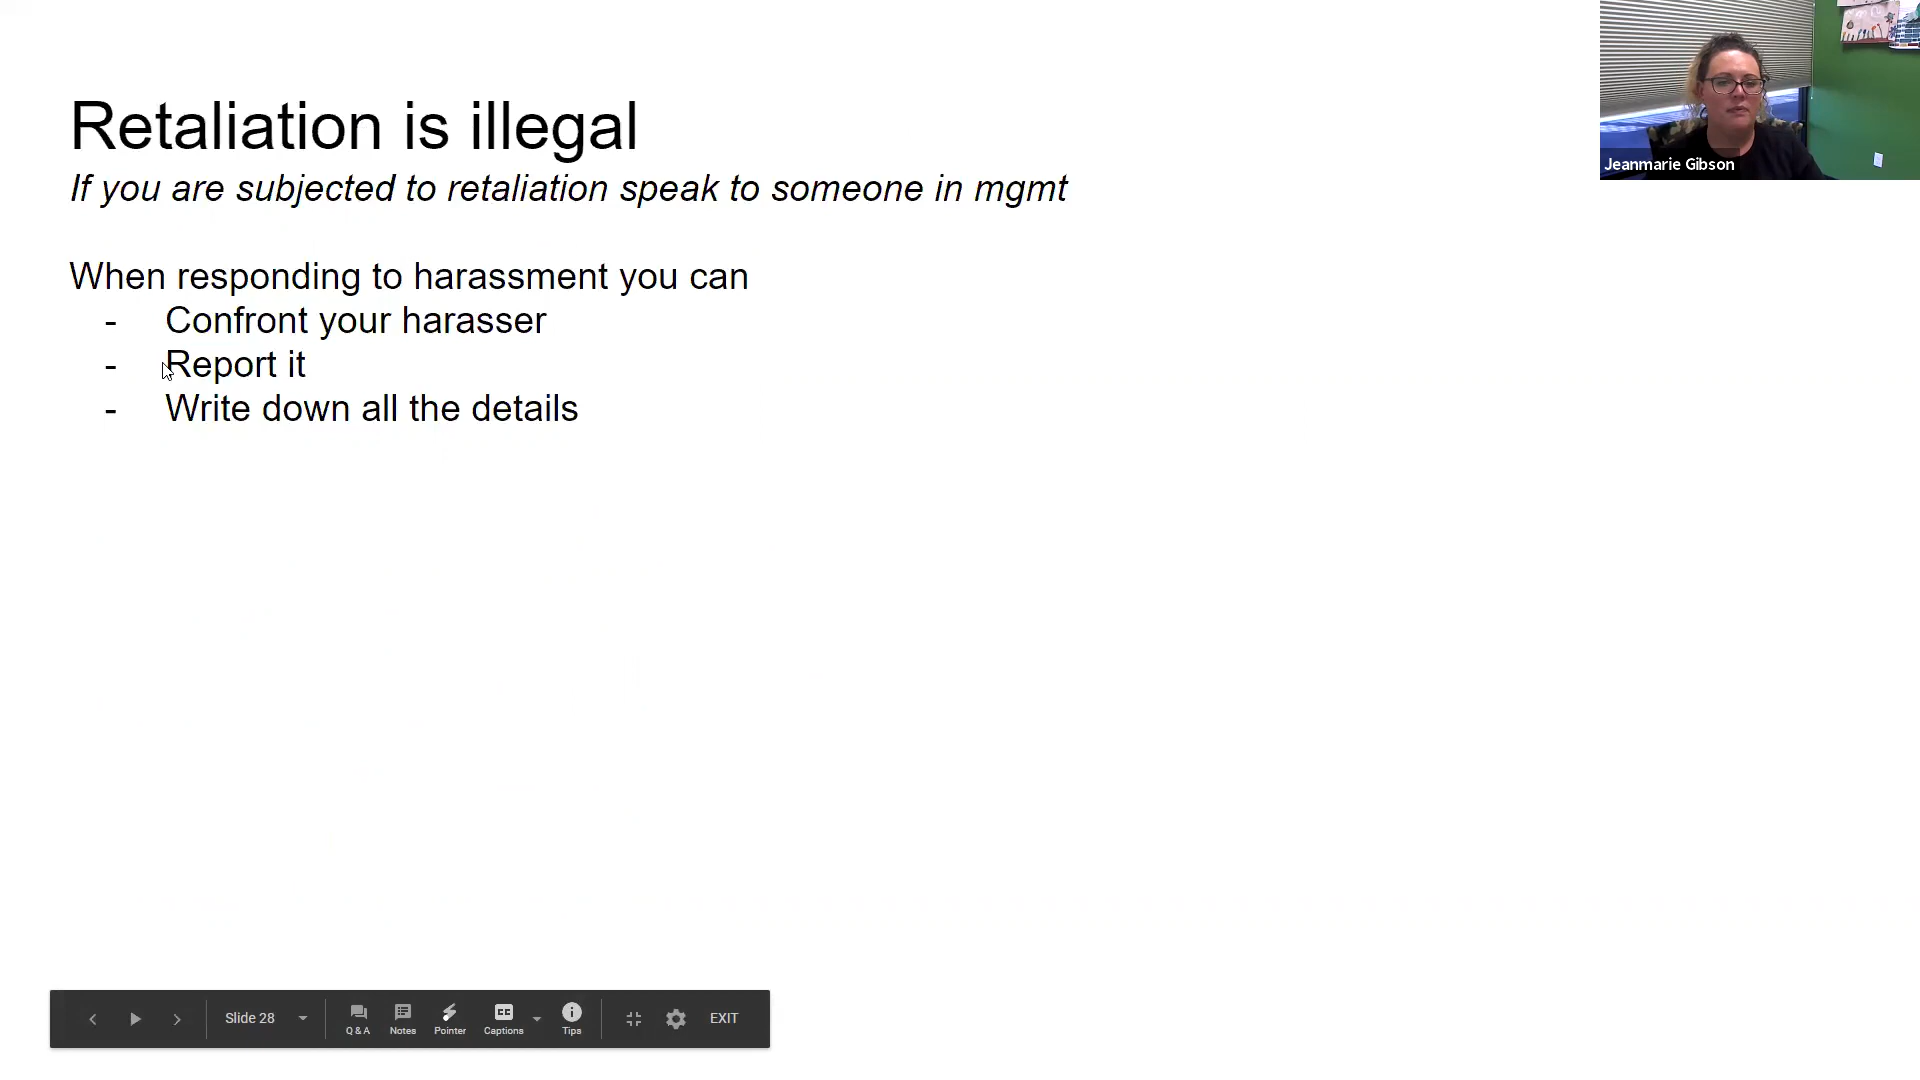 Retaliation is illegal
If you are subjected to retaliation speak to someone in mgmt
When responding to harassment you can
- Confront your harasser
- Report it
- Write down all the details
Jeanmarie Gibson
Slide 28
Q & A
Notes
Pointer
CC
Captions
Tips
EXIT